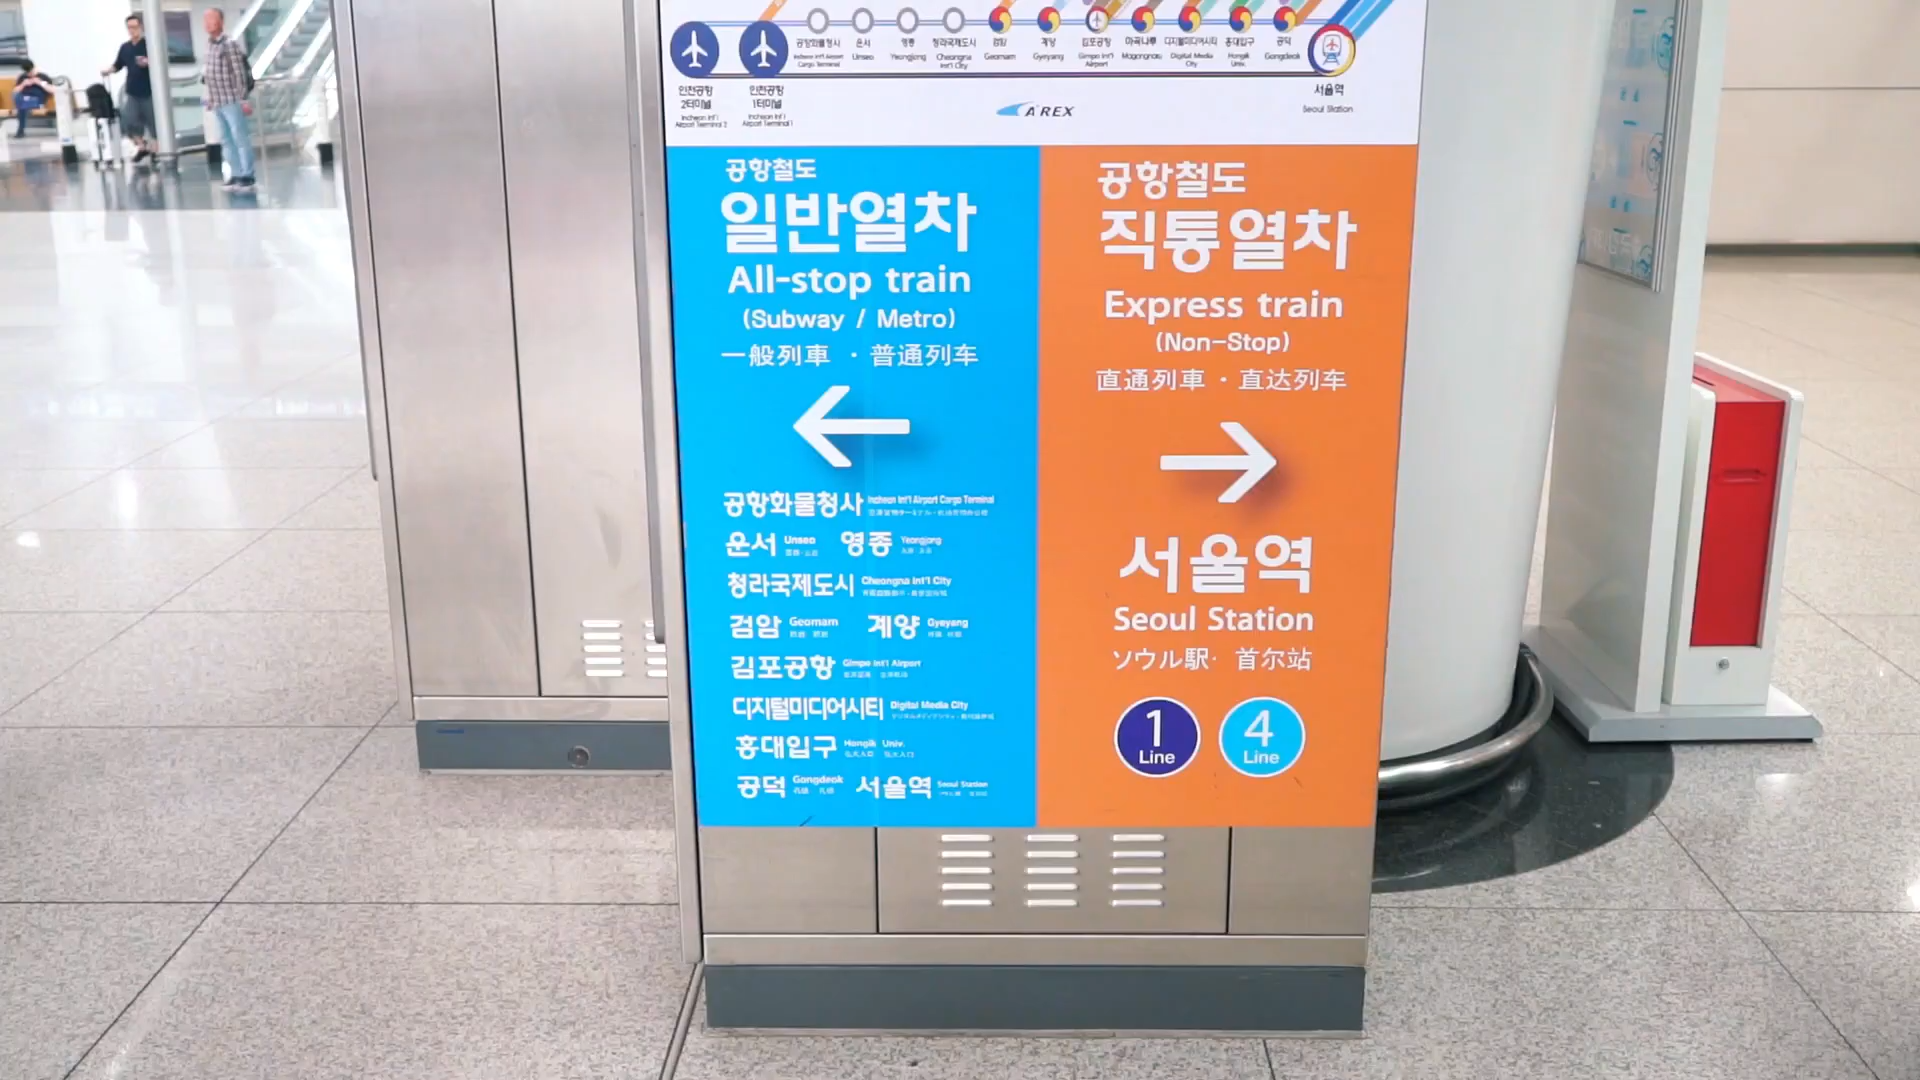 공항화물청사 운서 영종 청라국제도시 검암 계양 김포공항 마곡나루 디지털미디어시티 홍대입구 공덕
Incheon Int'l Airport Cargo Terminal Unseo Yeongjong Cheongna Int'l City Geomam Gyeyang Gimpo Int'l Airport Magongnaru Digital Media City Hongik Univ. Gongdeok
인천공항 2터미널
Incheon Int'l Airport Terminal 2
인천공항 1터미널
Incheon Int'l Airport Terminal 1
서울역
Seoul Station
A'REX
공항철도
일반열차
All-stop train
(Subway / Metro)
一般列車 · 普通列车
공항화물청사 Incheon Int'l Airport Cargo Terminal
운서 Unseo 영종 Yeongjong
청라국제도시 Cheongna Int'l City
검암 Geomam 계양 Gyeyang
김포공항 Gimpo Int'l Airport
디지털미디어시티 Digital Media City
홍대입구 Hongik Univ.
공덕 Gongdeok 서울역 Seoul Station
공항철도
직통열차
Express train
(Non-Stop)
直通列車 · 直达列车
서울역
Seoul Station
ソウル駅· 首尔站
1 Line
4 Line